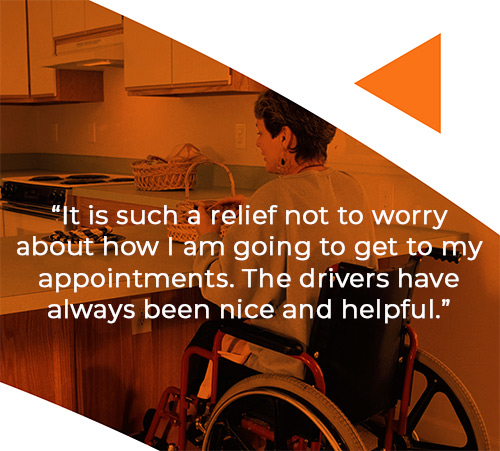 “It is such a relief not to worry
about how I am going to get to my
appointments. The drivers have
always been nice and helpful.”